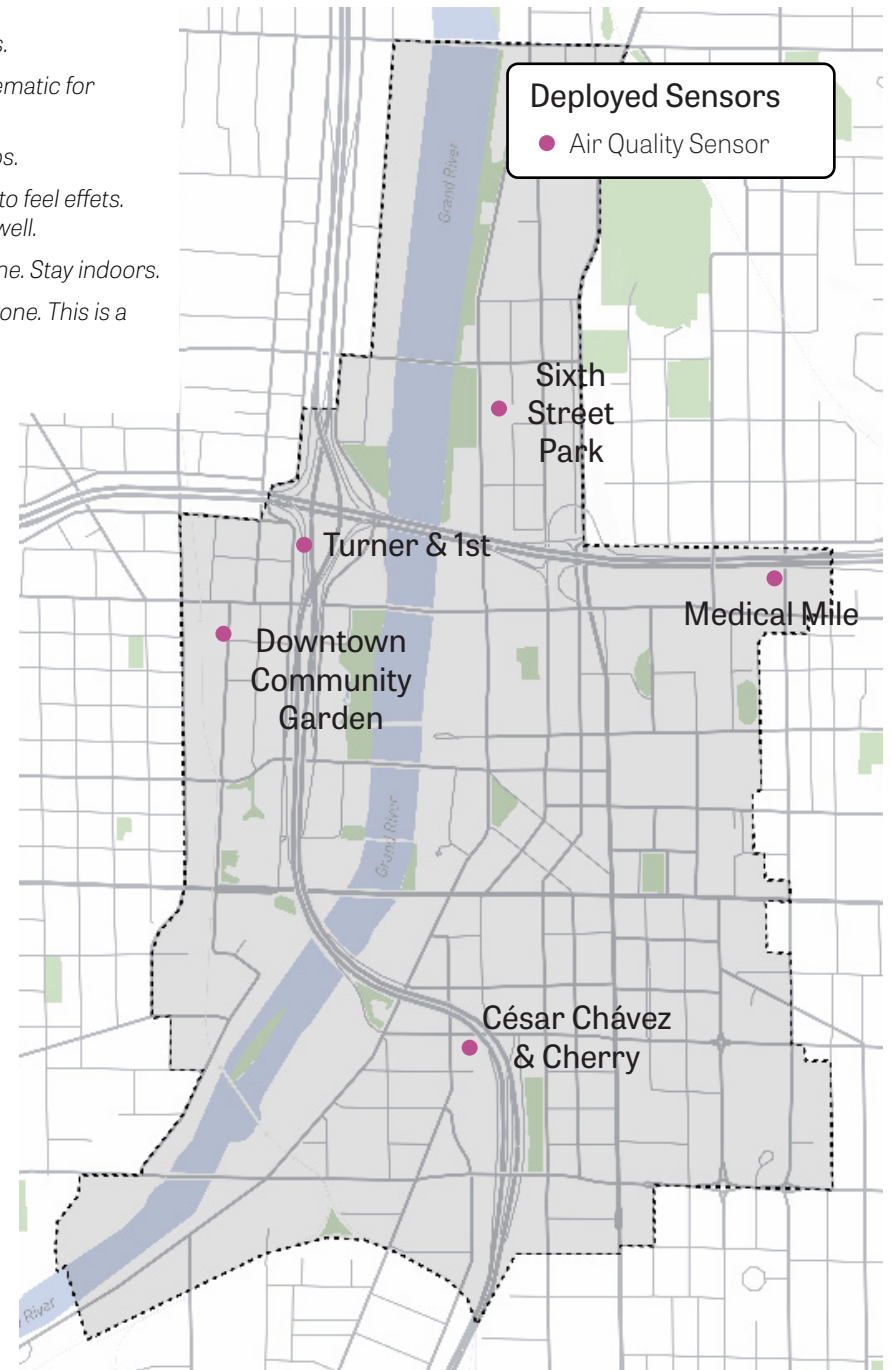 s.
ematic for
os.
to feel effets.
well.
ne. Stay indoors.
one. This is a
Deployed Sensors
Air Quality Sensor
Grand River
Sixth
Street
Park
Turner & 1st
Medical Mile
Downtown
Community
Garden
Grand River
César Chávez
& Cherry
River